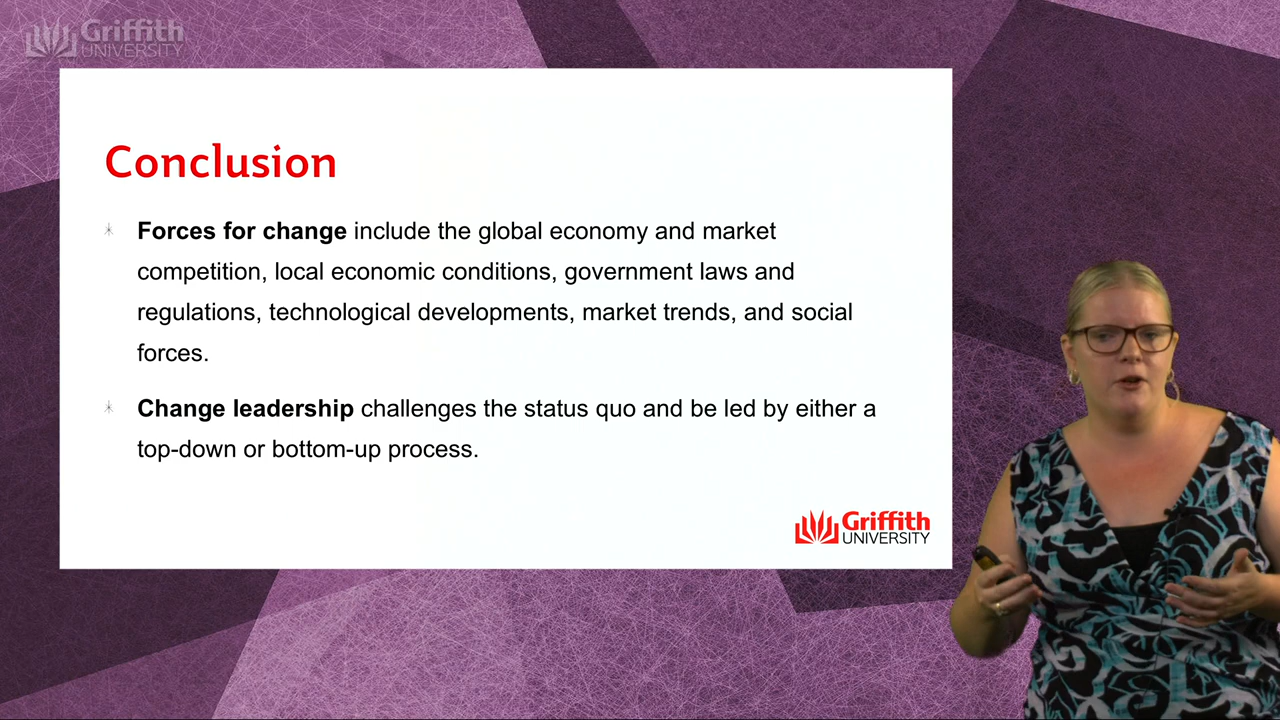 Griffith
UNIVERSITY
Conclusion
Forces for change include the global economy and market
competition, local economic conditions, government laws and
regulations, technological developments, market trends, and social
forces.
Change leadership challenges the status quo and be led by either a
top-down or bottom-up process.
Griffith
UNIVERSITY